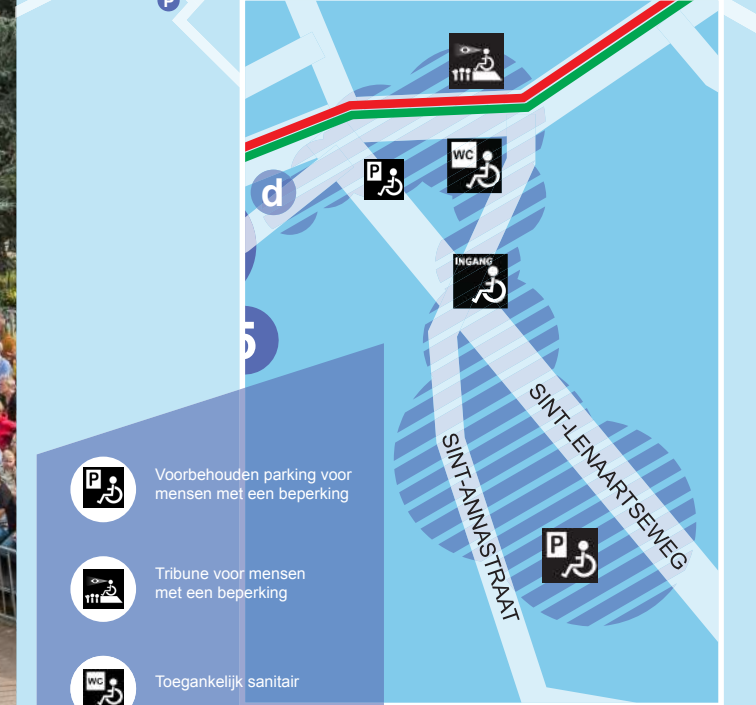 P
d
P
WC
INGANG
5
SINT-LENAARTSEWEG
SINT-ANNASTRAAT
P
P
Voorbehouden parking voor
mensen met een beperking
Tribune voor mensen
met een beperking
WC
Toegankelijk sanitair